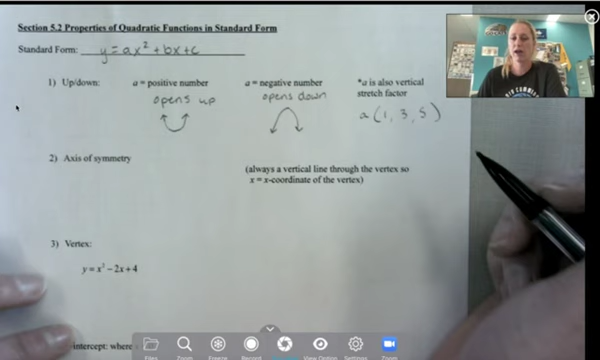 Section 5.2 Properties of Quadratic Functions in Standard Form
Standard Form: y = ax² + bx + c
1) Up/down: a = positive number a = negative number *a is also vertical stretch factor
opens up opens down a (1, 3, 5)
2) Axis of symmetry
(always a vertical line through the vertex so
x = x-coordinate of the vertex)
3) Vertex:
y = x² – 2x + 4
intercept: where
Files Zoom Freeze Record View Option Settings Zoom